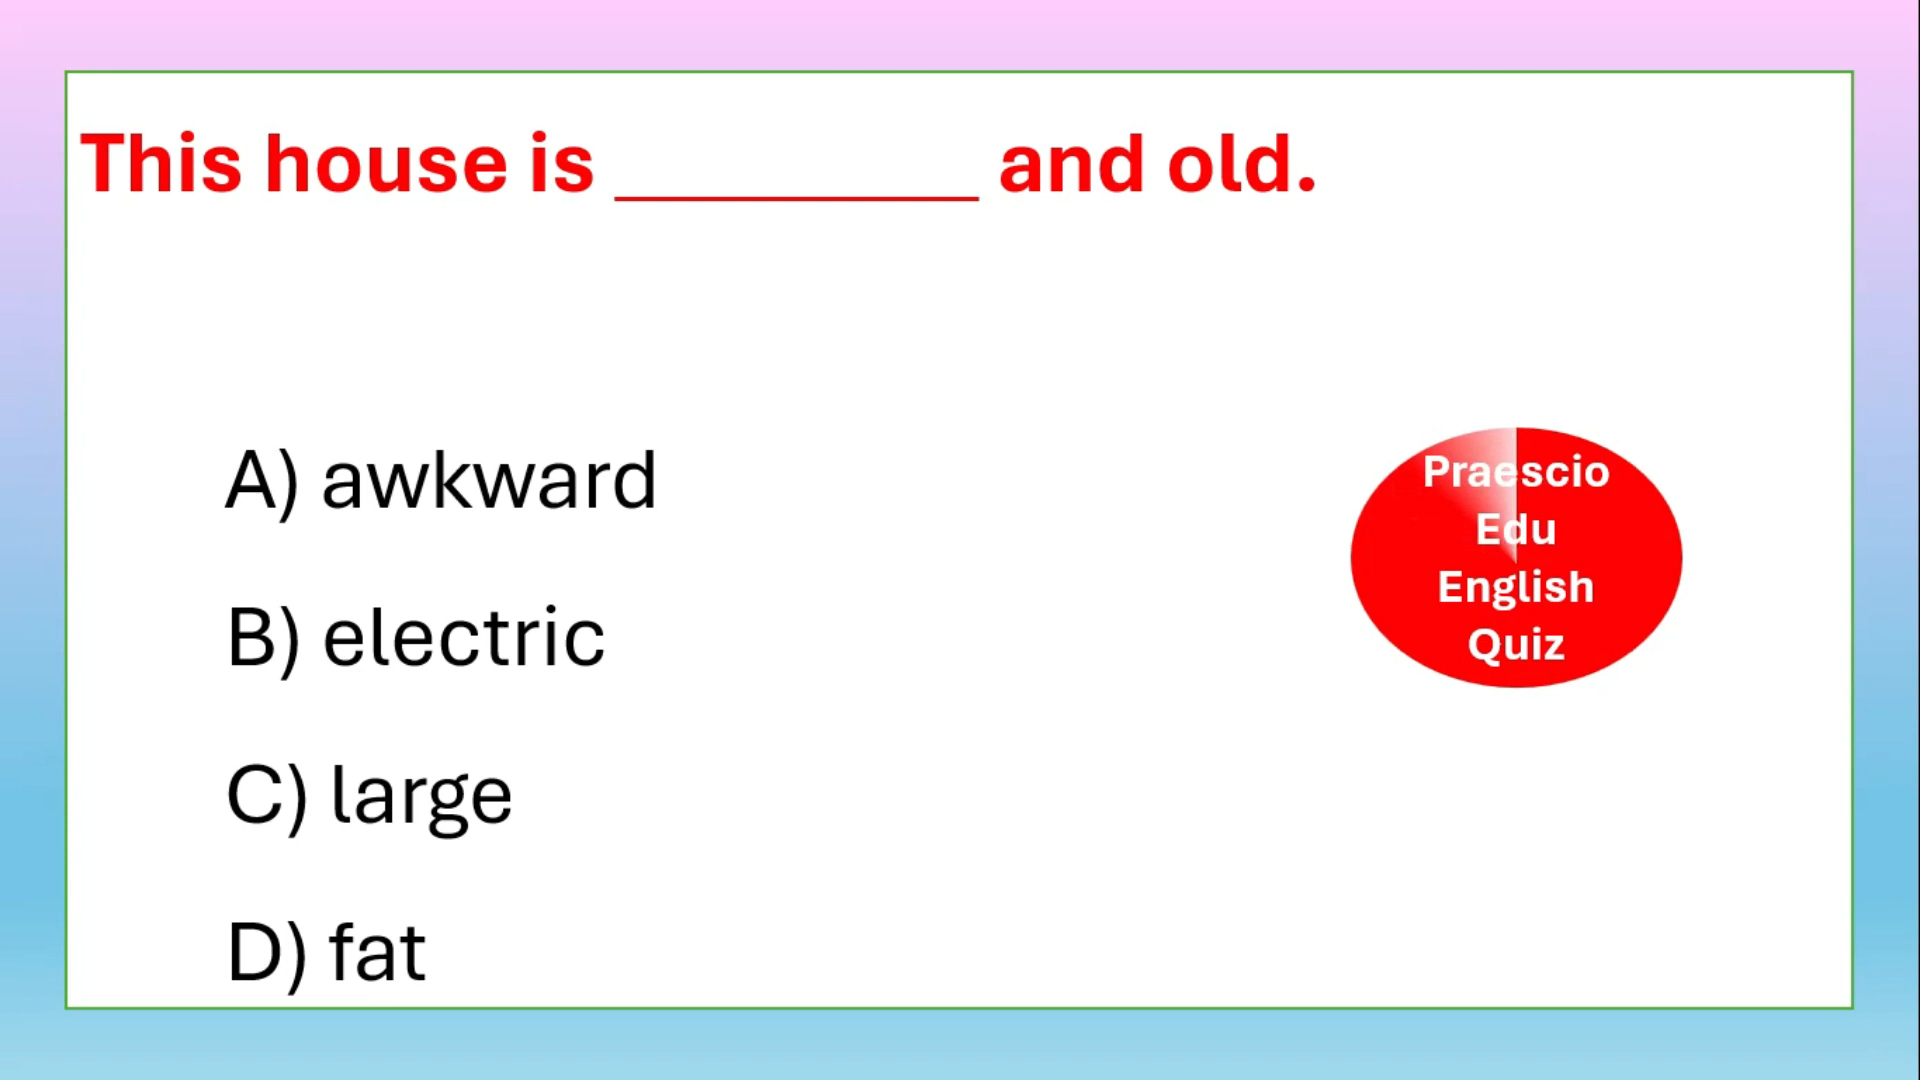 This house is __________ and old.
A) awkward
B) electric
C) large
D) fat
Praescio
Edu
English
Quiz